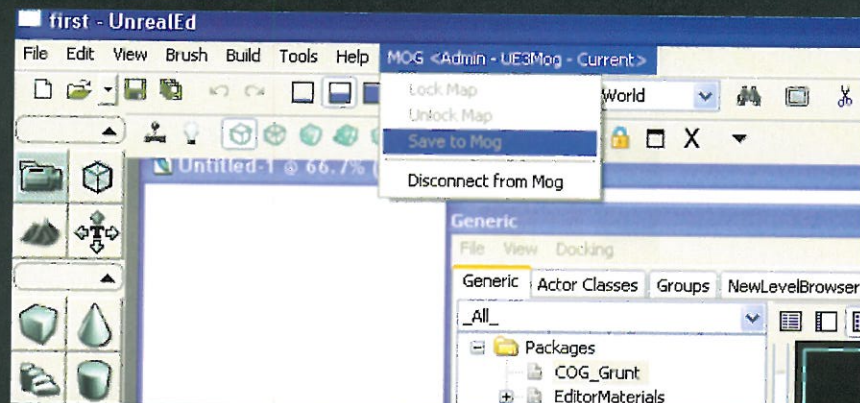 first - UnrealEd
File Edit View Brush Build Tools Help MOG <Admin - UE3Mog - Current>
Lock Map
World
Unlock Map
Save to Mog
Untitled-1 @ 66.7% (
Disconnect from Mog
Generic
File View Docking
Generic Actor Classes Groups NewLevelBrowser
_All_
Packages
COG_Grunt
EditorMaterials